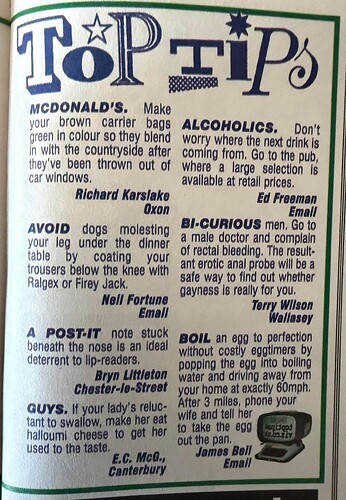 TOP TIPS
MCDONALD'S. Make
your brown carrier bags
green in colour so they blend
in with the countryside after
they've been thrown out of
car windows.
Richard Karslake
Oxon
AVOID dogs molesting
your leg under the dinner
table by coating your
trousers below the knee with
Ralgex or Firey Jack.
Neil Fortune
Email
A POST-IT note stuck
beneath the nose is an ideal
deterrent to lip-readers.
Bryn Littleton
Chester-le-Street
GUYS. If your lady's reluc-
tant to swallow, make her eat
halloumi cheese to get her
used to the taste.
E.C. McG.,
Canterbury
ALCOHOLICS. Don't
worry where the next drink is
coming from. Go to the pub,
where a large selection is
available at retail prices.
Ed Freeman
Email
BI-CURIOUS men. Go to
a male doctor and complain
of rectal bleeding. The result-
ant erotic anal probe will be a
safe way to find out whether
gayness is really for you.
Terry Wilson
Wallasey
BOIL an egg to perfection
without costly eggtimers by
popping the egg into boiling
water and driving away from
your home at exactly 60mph.
After 3 miles, phone your
wife and tell her
to take the egg
out the pan.
James Bell
Email